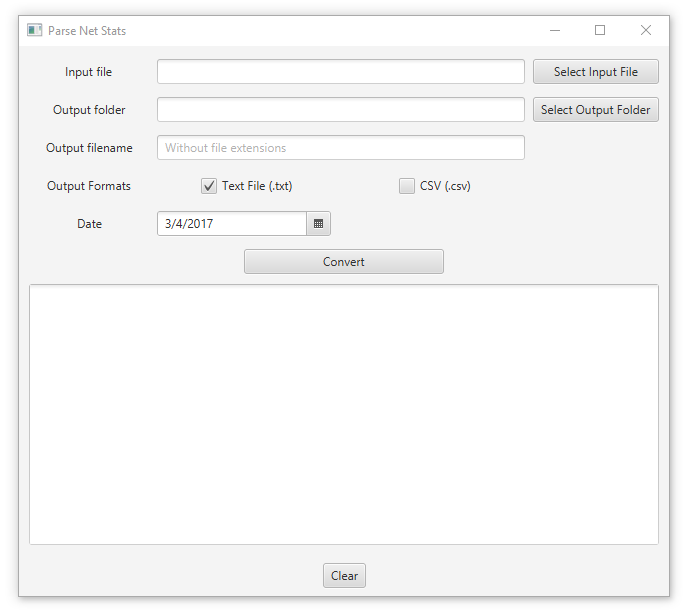 Parse Net Stats
Input file Select Input File
Output folder Select Output Folder
Output filename Without file extensions
Output Formats Text File (.txt) CSV (.csv)
Date 3/4/2017
Convert
Clear